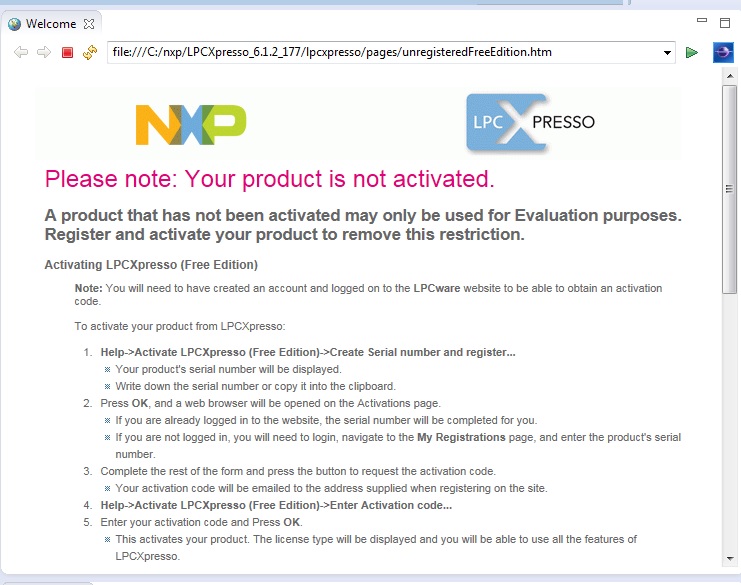 Welcome
file:///C:/nxp/LPCXpresso_6.1.2_177/lpcxpresso/pages/unregisteredFreeEdition.htm
NXP
LPC XPRESSO
Please note: Your product is not activated.
A product that has not been activated may only be used for Evaluation purposes.
Register and activate your product to remove this restriction.
Activating LPCXpresso (Free Edition)
Note: You will need to have created an account and logged on to the LPCware website to be able to obtain an activation
code.
To activate your product from LPCXpresso:
1. Help->Activate LPCXpresso (Free Edition)->Create Serial number and register...
Your product's serial number will be displayed.
Write down the serial number or copy it into the clipboard.
2. Press OK, and a web browser will be opened on the Activations page.
If you are already logged in to the website, the serial number will be completed for you.
If you are not logged in, you will need to login, navigate to the My Registrations page, and enter the product's serial
number.
3. Complete the rest of the form and press the button to request the activation code.
Your activation code will be emailed to the address supplied when registering on the site.
4. Help->Activate LPCXpresso (Free Edition)->Enter Activation code...
5. Enter your activation code and Press OK.
This activates your product. The license type will be displayed and you will be able to use all the features of
LPCXpresso.